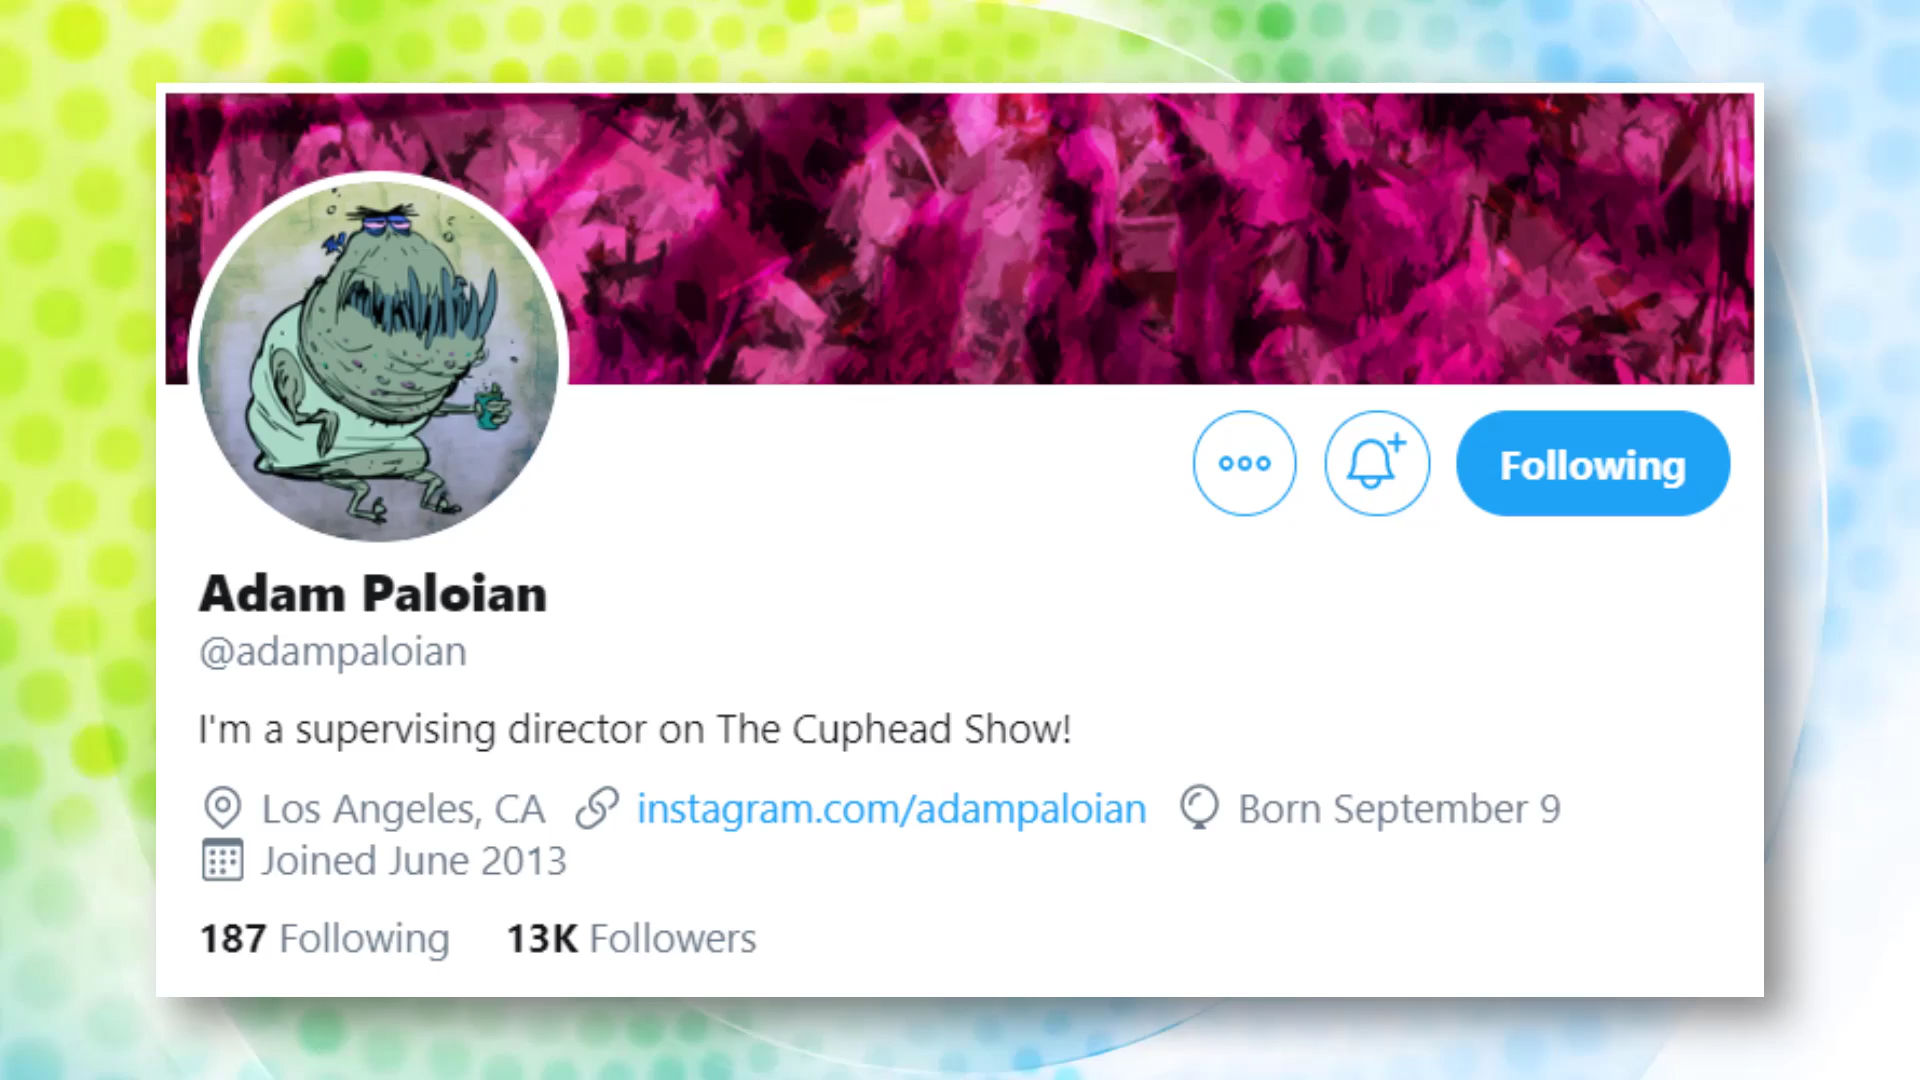 Following
Adam Paloian
@adampaloian
I'm a supervising director on The Cuphead Show!
Los Angeles, CA instagram.com/adampaloian Born September 9
Joined June 2013
187 Following 13K Followers